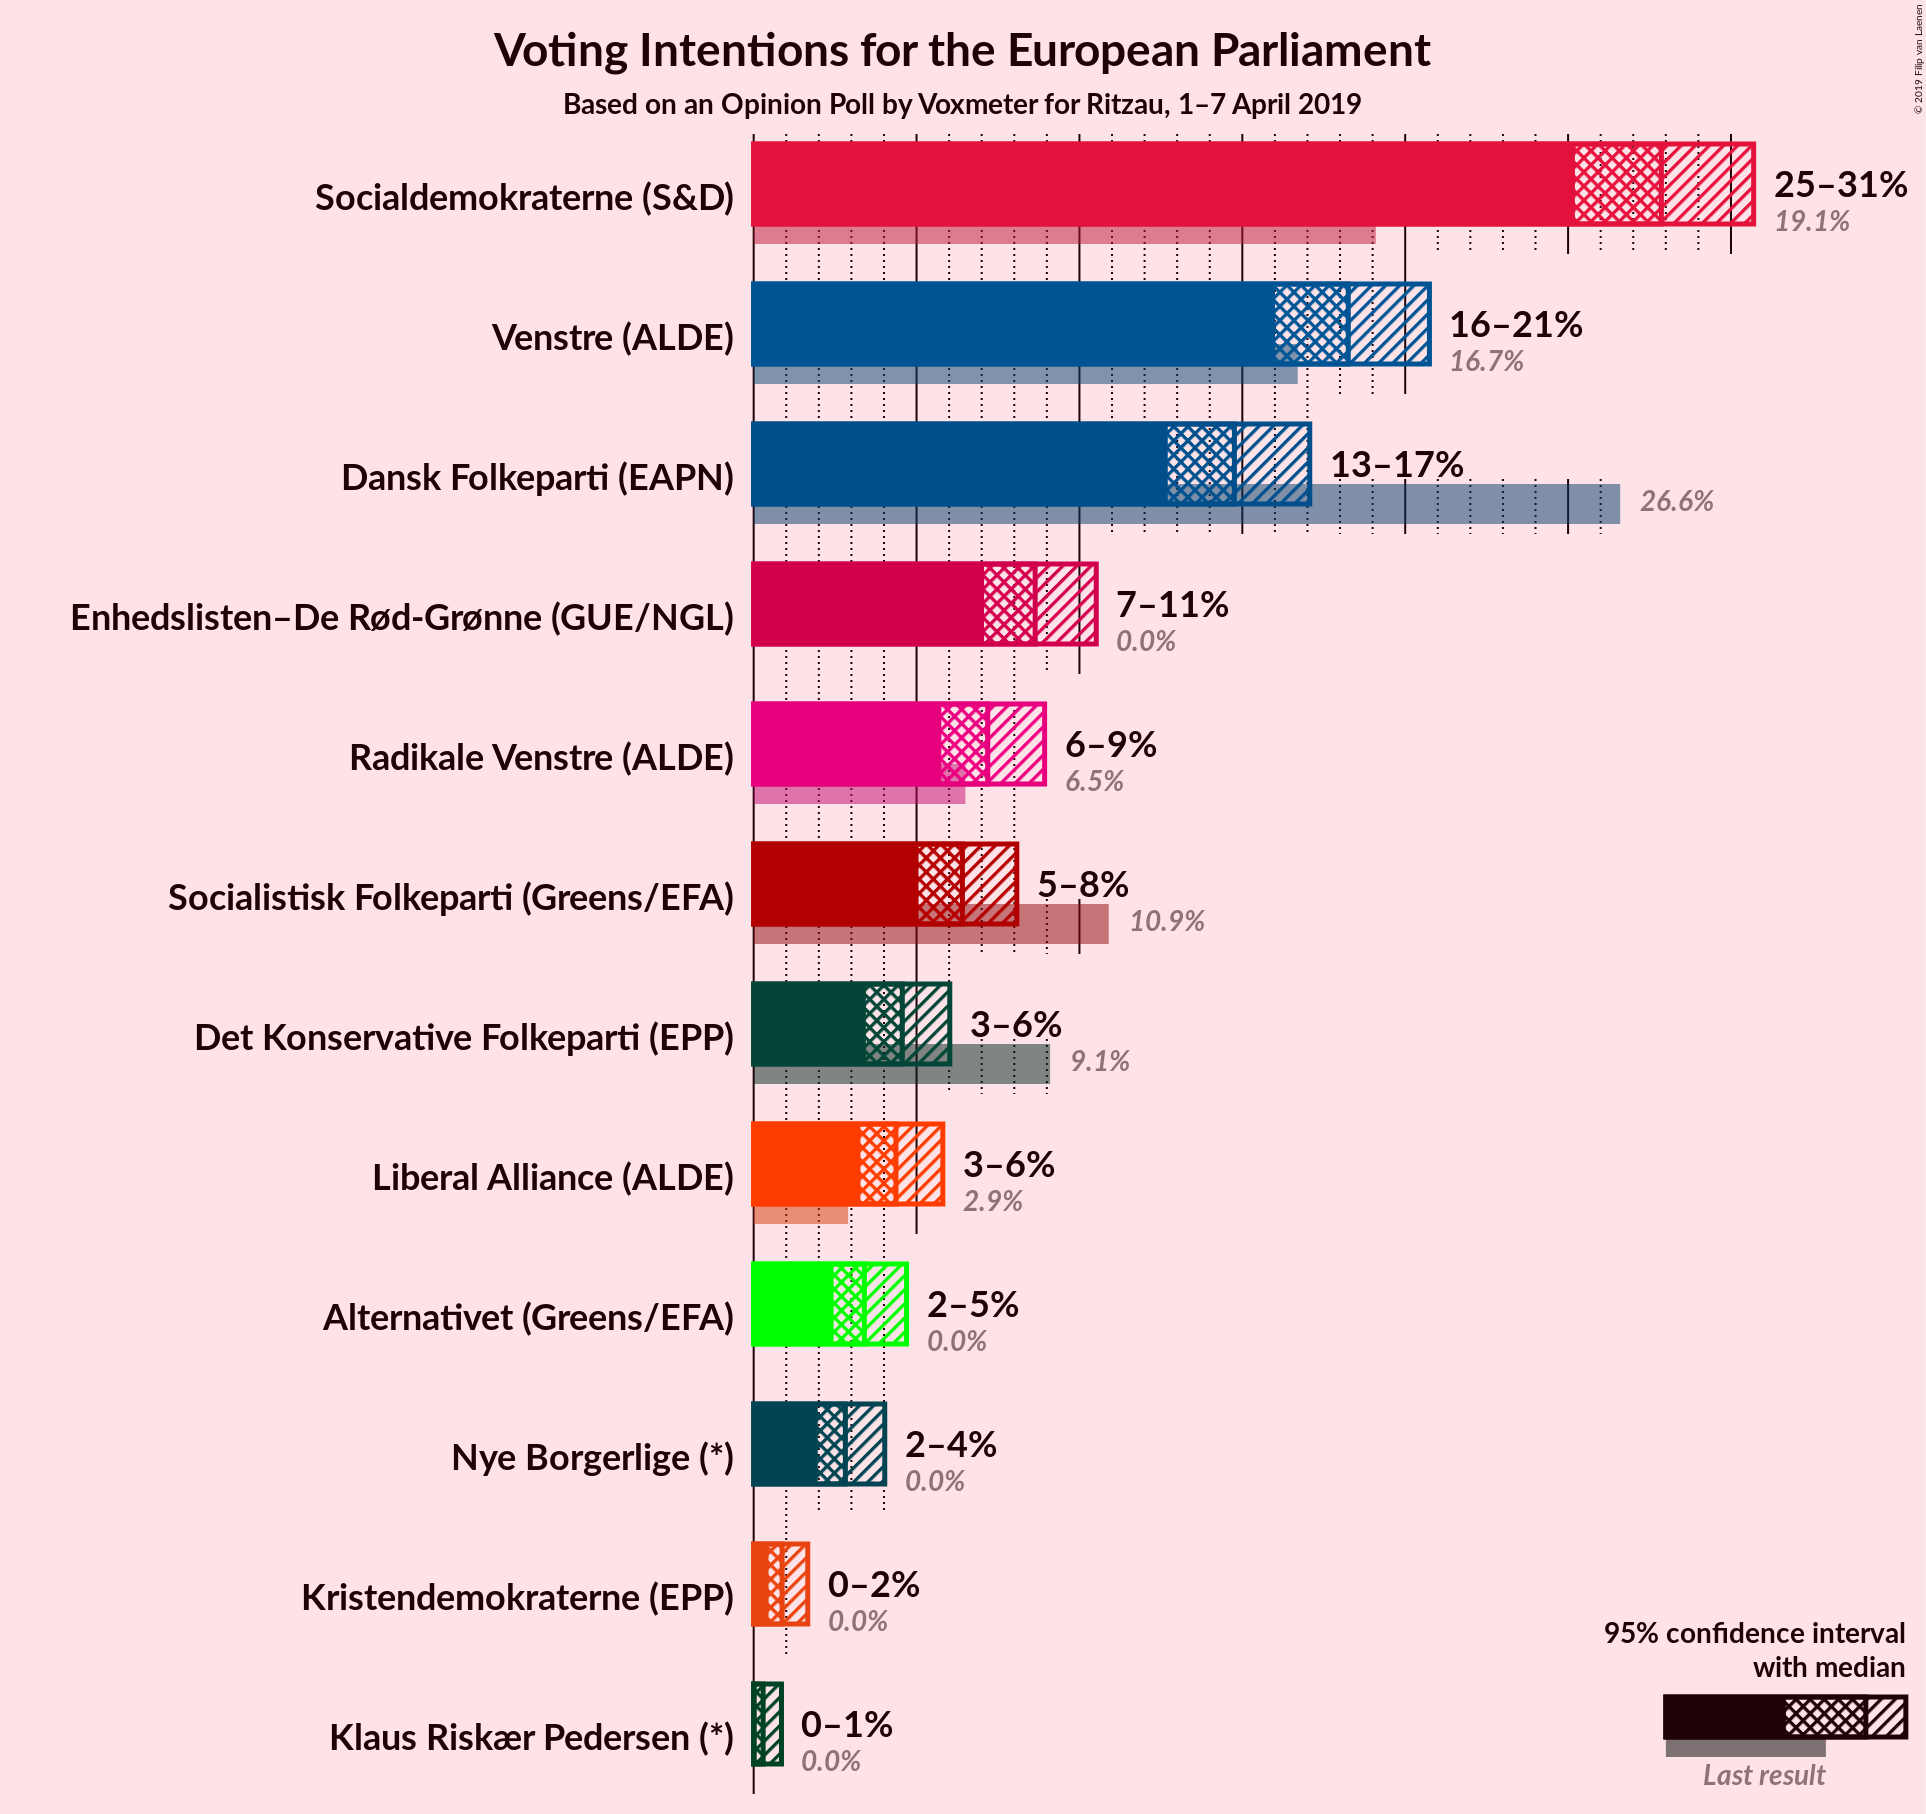 Voting Intentions for the European Parliament
Based on an Opinion Poll by Voxmeter for Ritzau, 1–7 April 2019
© 2019 Filip van Laenen
Socialdemokraterne (S&D)
25–31%
19.1%
Venstre (ALDE)
16–21%
16.7%
Dansk Folkeparti (EAPN)
13–17%
26.6%
Enhedslisten–De Rød-Grønne (GUE/NGL)
7–11%
0.0%
Radikale Venstre (ALDE)
6–9%
6.5%
Socialistisk Folkeparti (Greens/EFA)
5–8%
10.9%
Det Konservative Folkeparti (EPP)
3–6%
9.1%
Liberal Alliance (ALDE)
3–6%
2.9%
Alternativet (Greens/EFA)
2–5%
0.0%
Nye Borgerlige (*)
2–4%
0.0%
Kristendemokraterne (EPP)
0–2%
0.0%
Klaus Riskær Pedersen (*)
0–1%
0.0%
95% confidence interval
with median
Last result